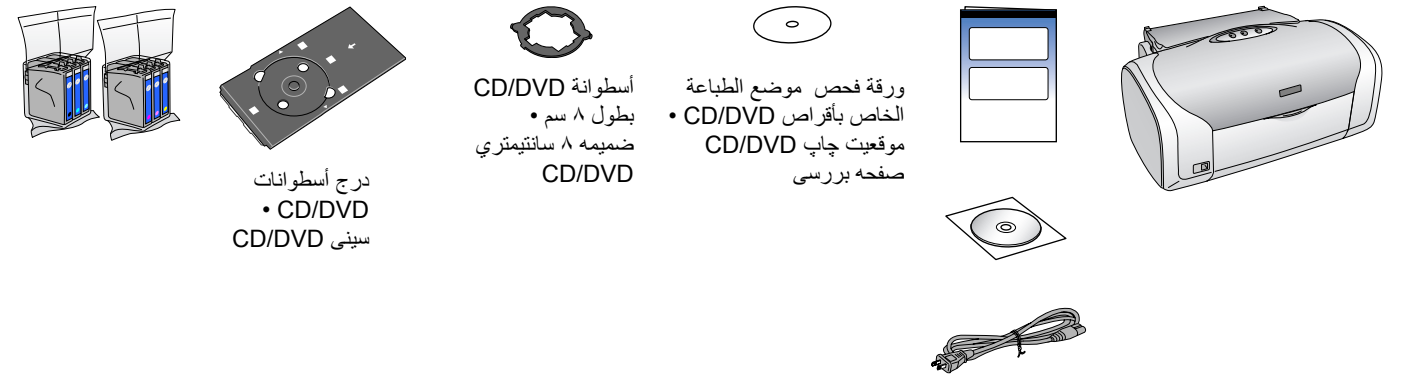 ورقة فحص موضع الطباعة
الخاص بأقراص CD/DVD •
موقعیت چاپ CD/DVD
صفحه بررسی
أسطوانة CD/DVD
بطول ٨ سم •
ضمیمه ٨ سانتیمتري
CD/DVD
درج أسطوانات
CD/DVD •
سینی CD/DVD